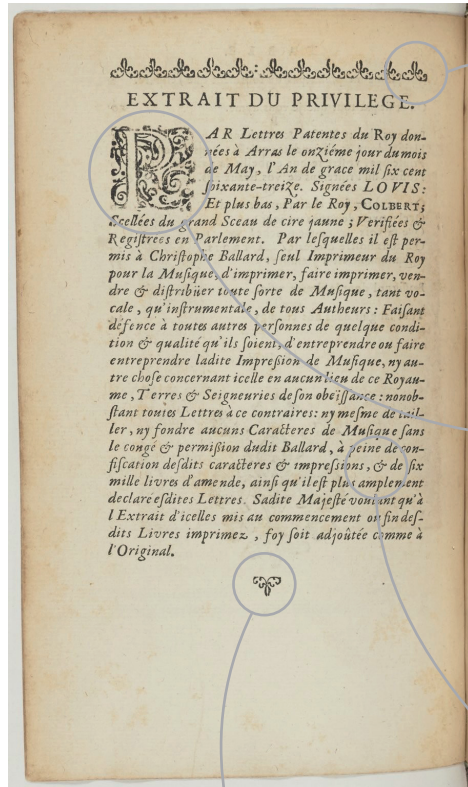 EXTRAIT DU PRIVILEGE.
PAR Lettres Patentes du Roy don-
nées à Arras le onziéme jour du mois
de May, l'An de grace mil ſix cent
ſoixante-treize. Signées LOVIS:
Et plus bas, Par le Roy, COLBERT;
Scellées du grand Sceau de cire jaune; Verifiées &
Regiſtrées en Parlement. Par leſquelles il eſt per-
mis à Chriſtophe Ballard, ſeul Imprimeur du Roy
pour la Muſique, d'imprimer, faire imprimer, ven-
dre & diſtribüer toute ſorte de Muſique, tant vo-
cale, qu'inſtrumentale, de tous Autheurs: Faiſant
défence à toutes autres perſonnes de quelque condi-
tion & qualité qu'ils ſoient, d'entreprendre ou faire
entreprendre ladite Impreßion de Muſique, ny au-
tre choſe concernant icelle en aucun lieu de ce Royau-
me, Terres & Seigneuries de ſon obeiſſance: nonob-
ſtant toutes Lettres à ce contraires: ny meſme de tail-
ler, ny fondre aucuns Caracteres de Muſique ſans
le congé & permißion dudit Ballard, à peine de con-
fiſcation deſdits caracteres & impreſſions, & de ſix
mille livres d'amende, ainſi qu'il eſt plus amplement
declaré eſdites Lettres. Sadite Majeſté voulant qu'à
l'Extrait d'icelles mis au commencement ou fin deſ-
dits Livres imprimez, foy ſoit adjoûtée comme à
l'Original.